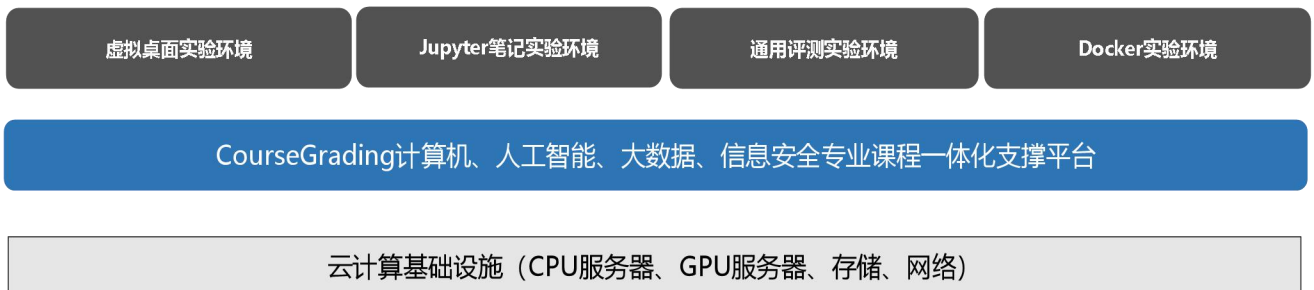 虚拟桌面实验环境
Jupyter笔记实验环境
通用评测实验环境
Docker实验环境
CourseGrading计算机、人工智能、大数据、信息安全专业课程一体化支撑平台
云计算基础设施（CPU服务器、GPU服务器、存储、网络）